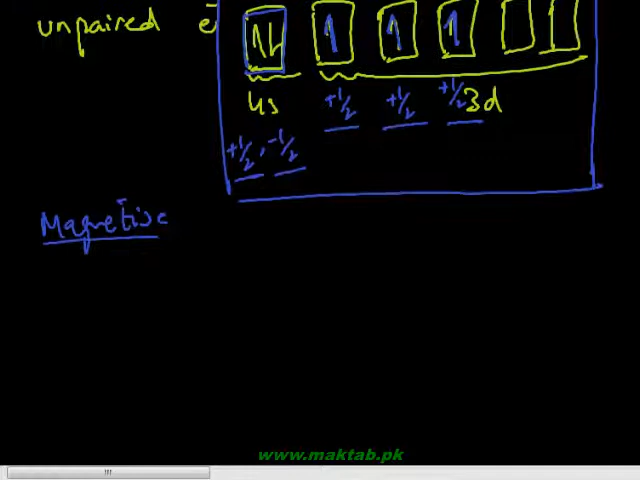 unpaired e̅
⥮ ↿ ↿ ↿
4s +1/2 +1/2 +1/2 3d
+1/2, -1/2
Magnetise
www.maktab.pk